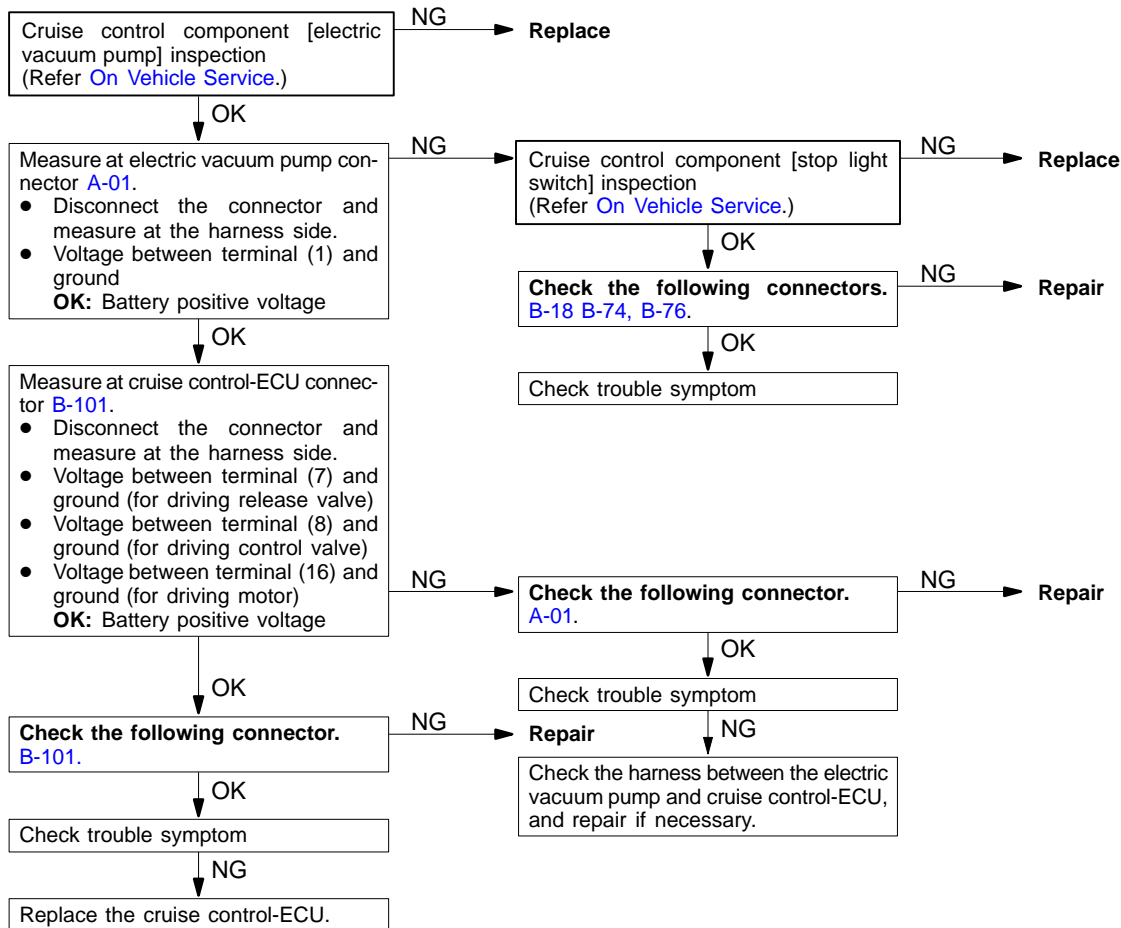 Cruise control component [electric
vacuum pump] inspection
(Refer On Vehicle Service.)
NG
Replace
OK
Measure at electric vacuum pump con-
nector A-01.
● Disconnect the connector and
measure at the harness side.
● Voltage between terminal (1) and
ground
OK: Battery positive voltage
NG
Cruise control component [stop light
switch] inspection
(Refer On Vehicle Service.)
NG
Replace
OK
Check the following connectors.
B-18 B-74, B-76.
NG
Repair
OK
Check trouble symptom
OK
Measure at cruise control-ECU connec-
tor B-101.
● Disconnect the connector and
measure at the harness side.
● Voltage between terminal (7) and
ground (for driving release valve)
● Voltage between terminal (8) and
ground (for driving control valve)
● Voltage between terminal (16) and
ground (for driving motor)
OK: Battery positive voltage
NG
Check the following connector.
A-01.
NG
Repair
OK
Check trouble symptom
NG
Check the harness between the electric
vacuum pump and cruise control-ECU,
and repair if necessary.
OK
Check the following connector.
B-101.
NG
Repair
OK
Check trouble symptom
NG
Replace the cruise control-ECU.